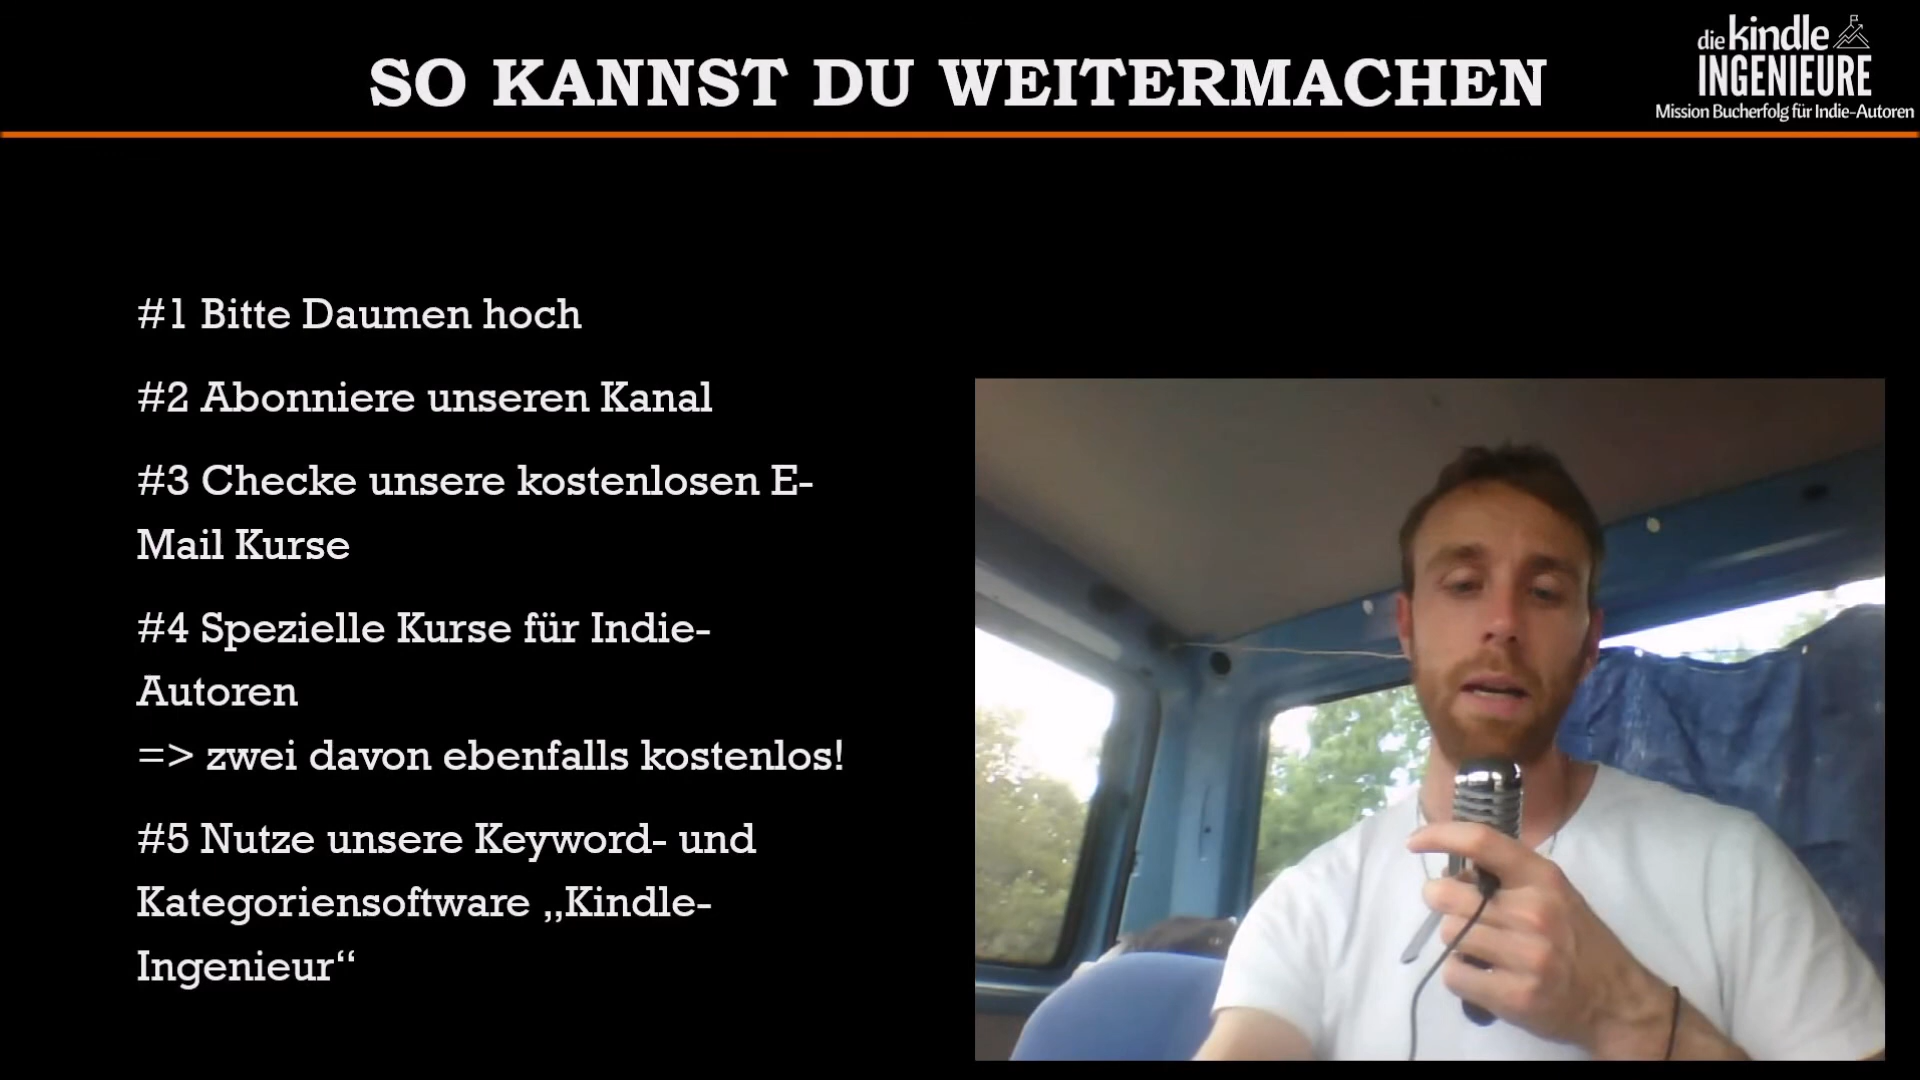 SO KANNST DU WEITERMACHEN
die kindle
INGENIEURE
Mission Bucherfolg für Indie-Autoren
#1 Bitte Daumen hoch
#2 Abonniere unseren Kanal
#3 Checke unsere kostenlosen E-
Mail Kurse
#4 Spezielle Kurse für Indie-
Autoren
=> zwei davon ebenfalls kostenlos!
#5 Nutze unsere Keyword- und
Kategoriensoftware „Kindle-
Ingenieur“